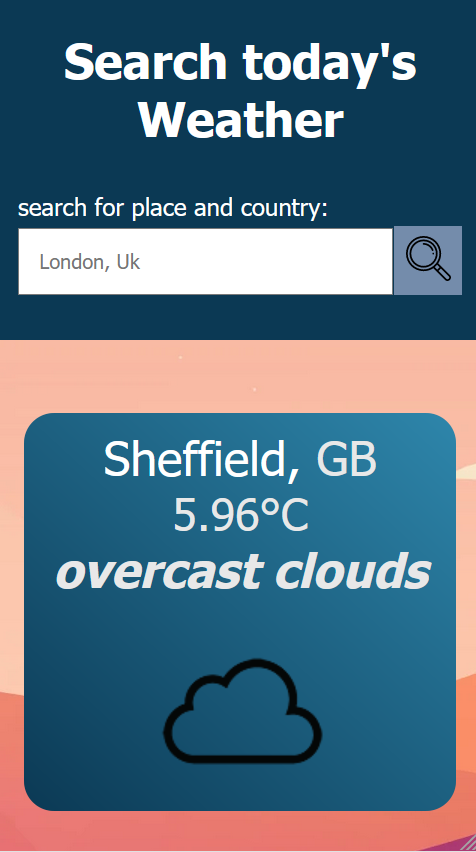 Search today's
Weather
search for place and country:
London, Uk
Sheffield, GB
5.96°C
overcast clouds